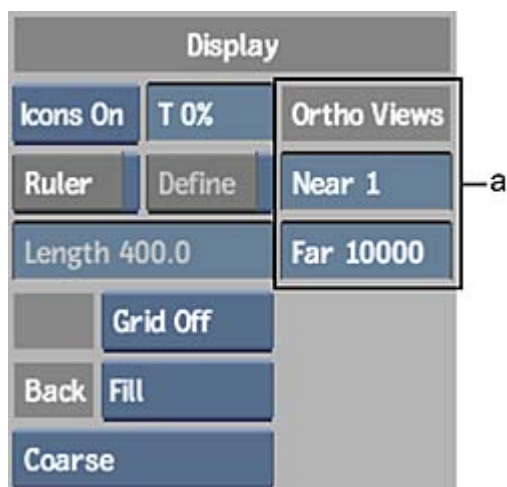 Display
Icons On T 0% Ortho Views
Ruler Define Near 1 a
Length 400.0 Far 10000
Grid Off
Back Fill
Coarse